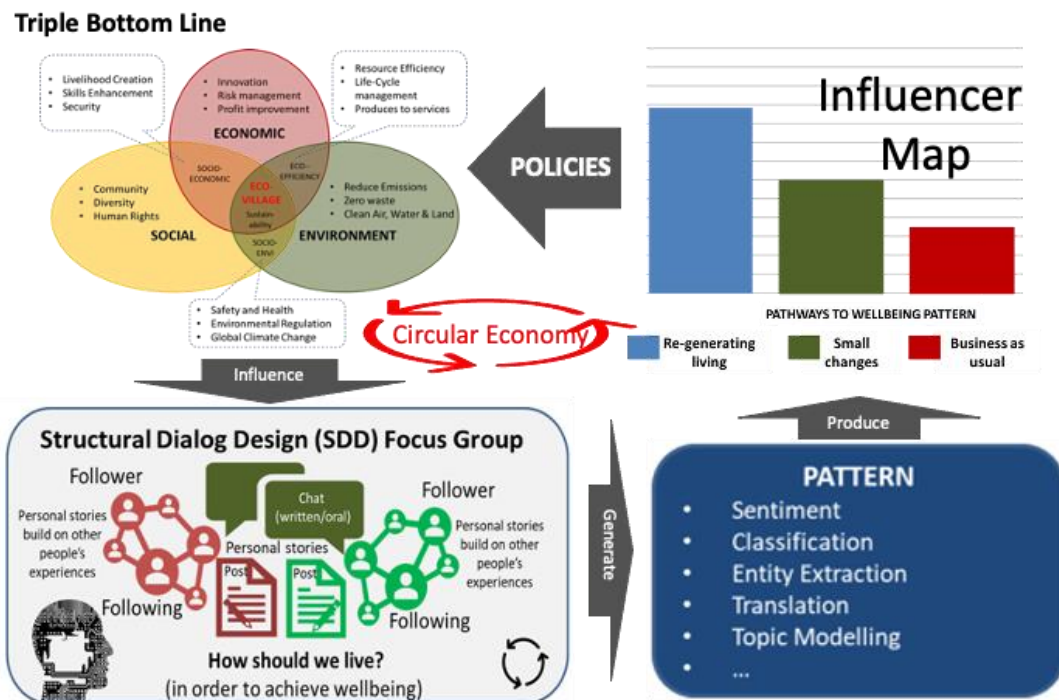 Triple Bottom Line
• Livelihood Creation
• Skills Enhancement
• Security
• Innovation
• Risk management
• Profit improvement
ECONOMIC
• Resource Efficiency
• Life-Cycle
management
• Produces to services
SOCIO-
ECONOMIC
ECO-
EFFICIENCY
ECO-
VILLAGE
Sustain-
ability
• Community
• Diversity
• Human Rights
SOCIAL
• Reduce Emissions
• Zero waste
• Clean Air, Water & Land
ENVIRONMENT
SOCIO-
ENVI
• Safety and Health
• Environmental Regulation
• Global Climate Change
POLICIES
Influencer
Map
PATHWAYS TO WELLBEING PATTERN
Re-generating
living
Small
changes
Business as
usual
Circular Economy
Influence
Structural Dialog Design (SDD) Focus Group
Follower
Personal stories
build on other
people's
experiences
Following
Chat
(written/oral)
Personal stories
Post
Post
Follower
Personal stories
build on other
people's
experiences
Following
How should we live?
(in order to achieve wellbeing)
Generate
Produce
PATTERN
• Sentiment
• Classification
• Entity Extraction
• Translation
• Topic Modelling
• ...